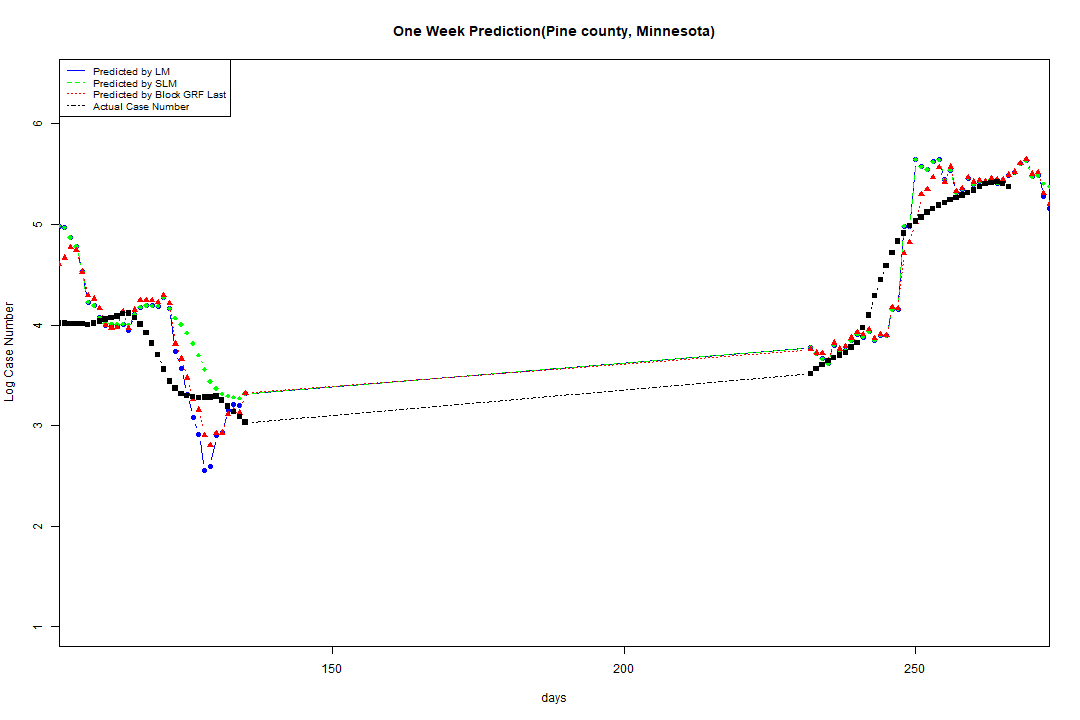 One Week Prediction(Pine county, Minnesota)
Predicted by LM
Predicted by SLM
Predicted by Block GRF Last
Actual Case Number
6
5
4
3
2
1
Log Case Number
150 200 250
days